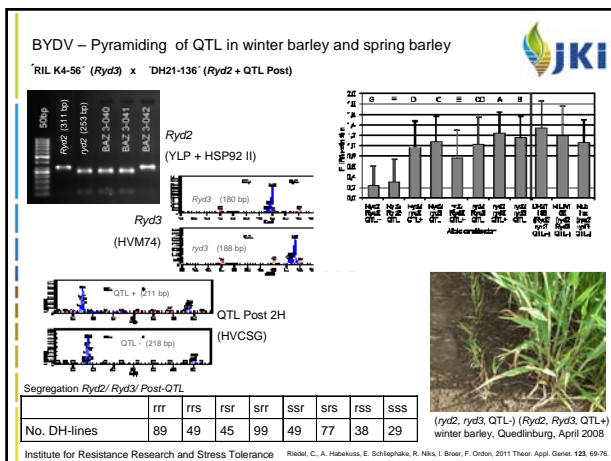 BYDV – Pyramiding of QTL in winter barley and spring barley
JKI
´RIL K4-56´ (Ryd3) x ´DH21-136´ (Ryd2 + QTL Post)
50bp
Ryd2 (311 bp)
ryd2 (253 bp)
BAZ 3-040
BAZ 3-041
BAZ 3-042
Ryd2
(YLP + HSP92 II)
Ryd3 (180 bp)
Ryd3
(HVM74)
ryd3 (188 bp)
QTL + (211 bp)
QTL Post 2H
(HVCSG)
QTL - (218 bp)
Segregation Ryd2/ Ryd3/ Post-QTL
rrr rrs rsr srr ssr srs rss sss
No. DH-lines 89 49 45 99 49 77 38 29
(ryd2, ryd3, QTL-) (Ryd2, Ryd3, QTL+)
winter barley, Quedlinburg, April 2008
Institute for Resistance Research and Stress Tolerance
Riedel, C., A. Habekuss, E. Schliephake, R. Niks, I. Broer, F. Ordon, 2011 Theor. Appl. Genet. 123, 69-76.